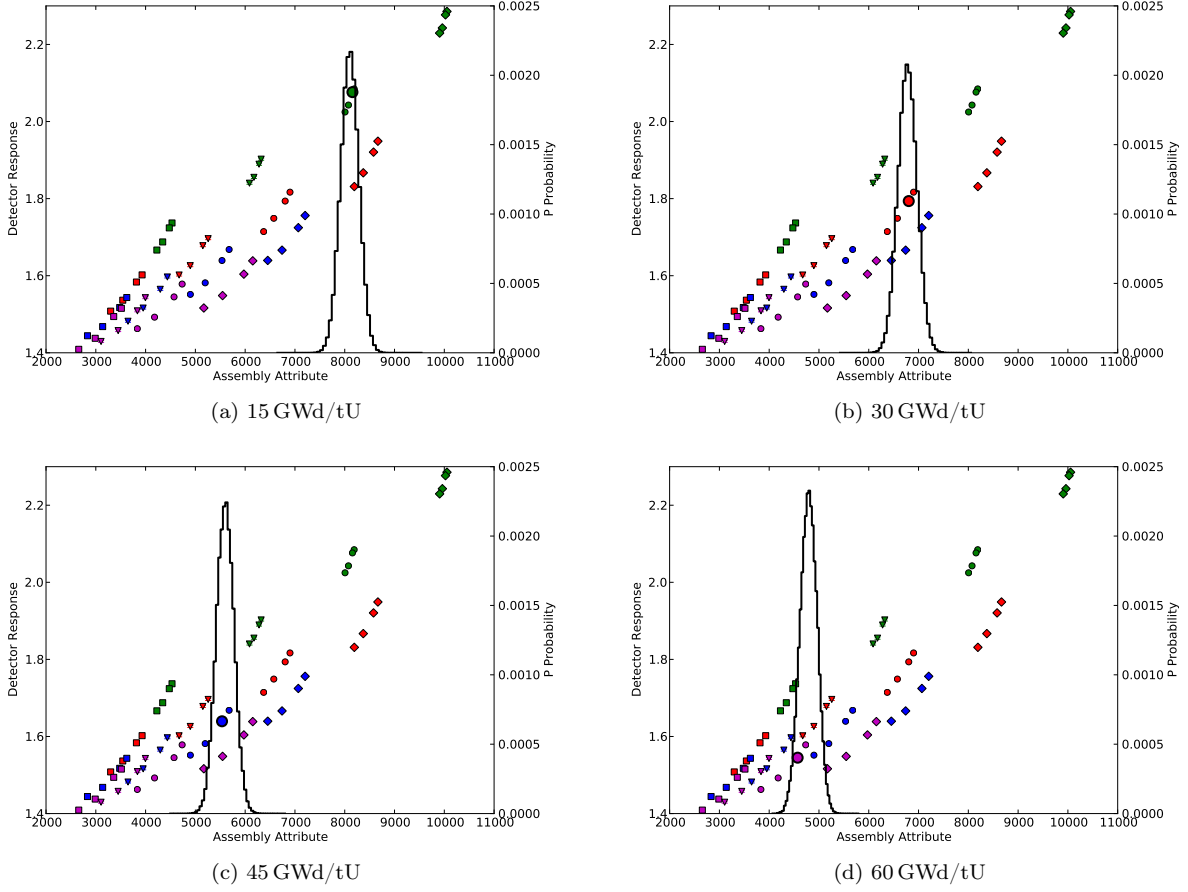 2.2
2.0
1.8
1.6
1.4
Detector Response
0.0025
0.0020
0.0015
0.0010
0.0005
0.0000
P Probability
2000 3000 4000 5000 6000 7000 8000 9000 10000 11000
Assembly Attribute
(a) 15 GWd/tU
2.2
2.0
1.8
1.6
1.4
Detector Response
0.0025
0.0020
0.0015
0.0010
0.0005
0.0000
P Probability
2000 3000 4000 5000 6000 7000 8000 9000 10000 11000
Assembly Attribute
(b) 30 GWd/tU
2.2
2.0
1.8
1.6
1.4
Detector Response
0.0025
0.0020
0.0015
0.0010
0.0005
0.0000
P Probability
2000 3000 4000 5000 6000 7000 8000 9000 10000 11000
Assembly Attribute
(c) 45 GWd/tU
2.2
2.0
1.8
1.6
1.4
Detector Response
0.0025
0.0020
0.0015
0.0010
0.0005
0.0000
P Probability
2000 3000 4000 5000 6000 7000 8000 9000 10000 11000
Assembly Attribute
(d) 60 GWd/tU